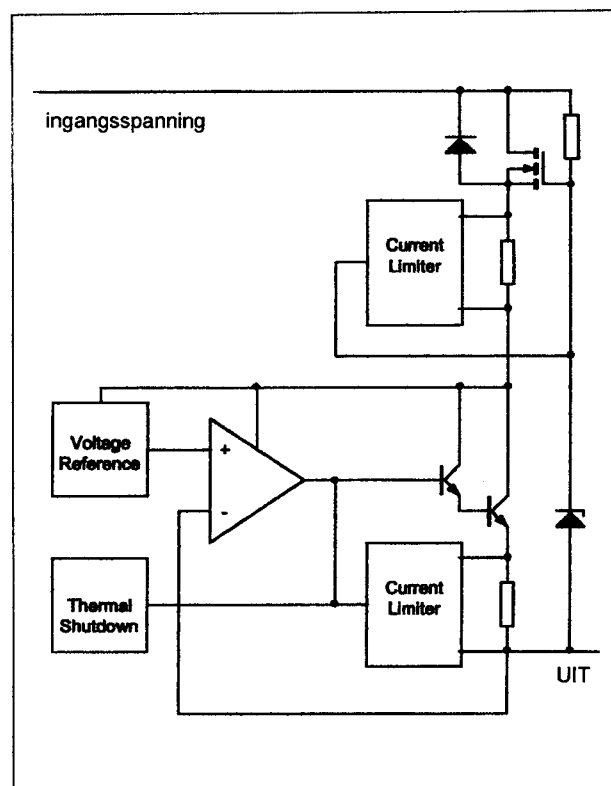 ingangsspanning
Current
Limiter
Voltage
Reference
+
-
Thermal
Shutdown
Current
Limiter
UIT